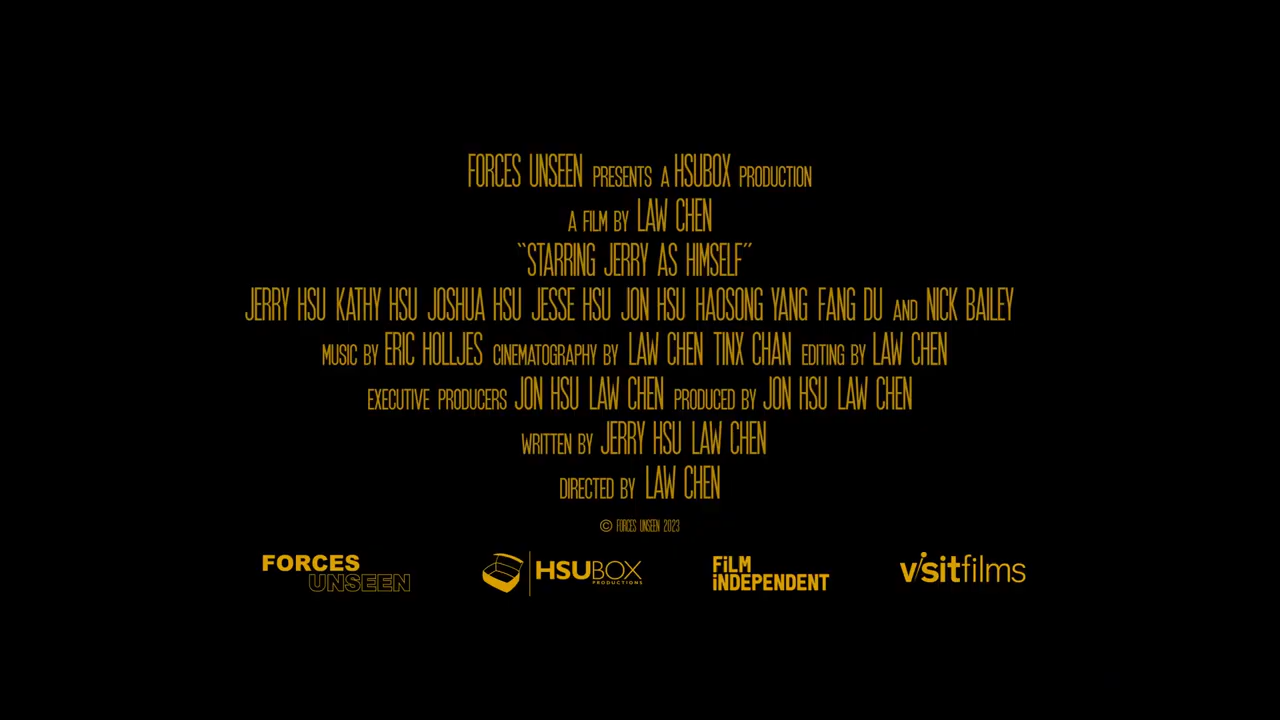 FORCES UNSEEN PRESENTS A HSUBOX PRODUCTION
A FILM BY LAW CHEN
“STARRING JERRY AS HIMSELF”
JERRY HSU KATHY HSU JOSHUA HSU JESSE HSU JON HSU HAOSONG YANG FANG DU AND NICK BAILEY
MUSIC BY ERIC HOLLJES CINEMATOGRAPHY BY LAW CHEN TINX CHAN EDITING BY LAW CHEN
EXECUTIVE PRODUCERS JON HSU LAW CHEN PRODUCED BY JON HSU LAW CHEN
WRITTEN BY JERRY HSU LAW CHEN
DIRECTED BY LAW CHEN
© FORCES UNSEEN 2023
FORCES
UNSEEN
HSUBOX
PRODUCTIONS
FiLM
iNDEPENDENT
visitfilms